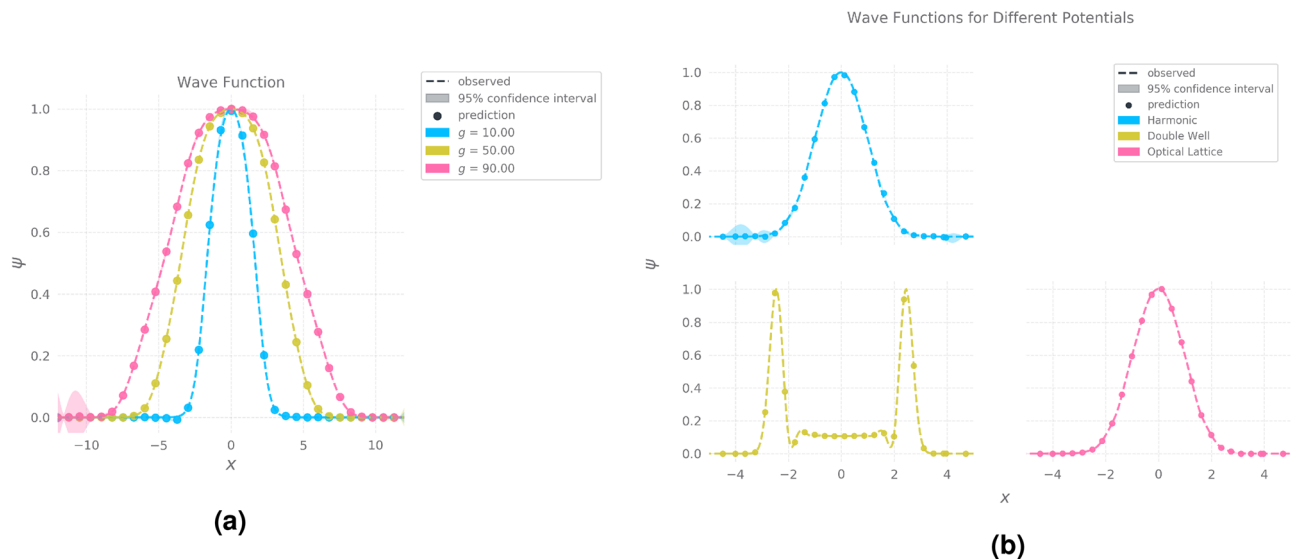 Wave Function
observed
95% confidence interval
prediction
g = 10.00
g = 50.00
g = 90.00
1.0
0.8
0.6
0.4
0.2
0.0
ψ
−10 −5 0 5 10
x
(a)
Wave Functions for Different Potentials
observed
95% confidence interval
prediction
Harmonic
Double Well
Optical Lattice
1.0
0.8
0.6
0.4
0.2
0.0
ψ
1.0
0.8
0.6
0.4
0.2
0.0
−4 −2 0 2 4
−4 −2 0 2 4
x
(b)